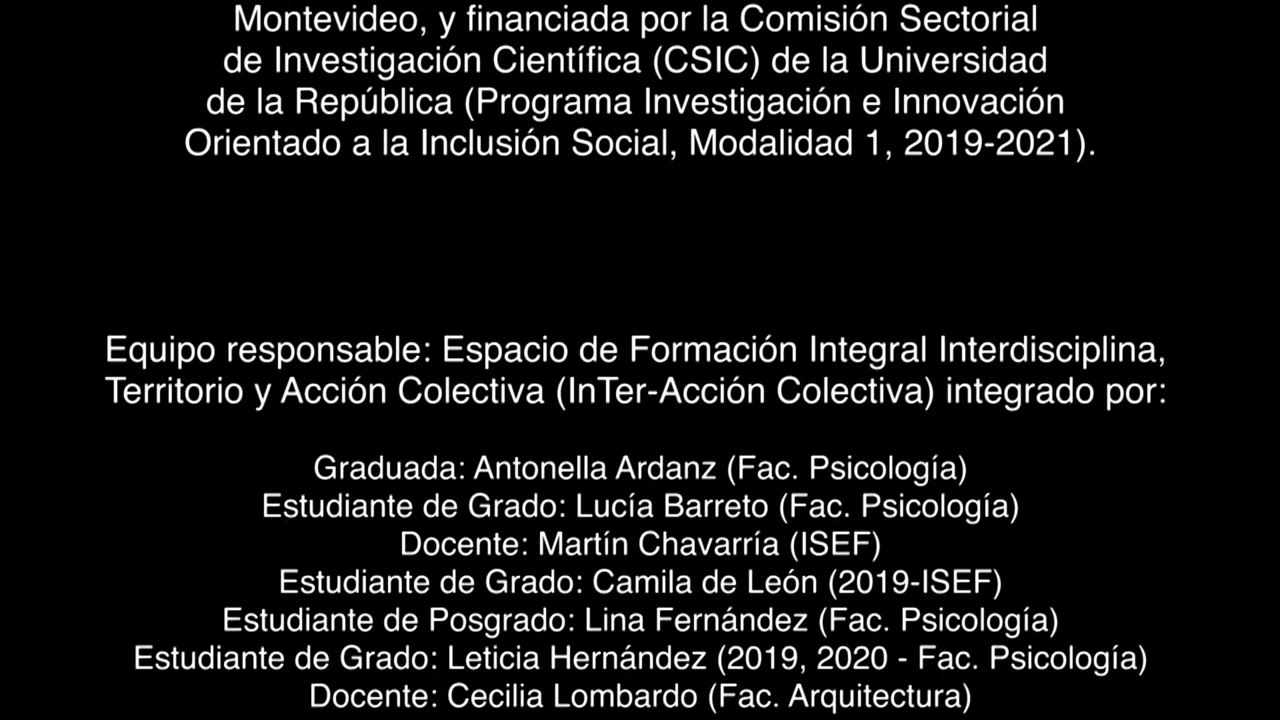 Montevideo, y financiada por la Comisión Sectorial
de Investigación Científica (CSIC) de la Universidad
de la República (Programa Investigación e Innovación
Orientado a la Inclusión Social, Modalidad 1, 2019-2021).
Equipo responsable: Espacio de Formación Integral Interdisciplina,
Territorio y Acción Colectiva (InTer-Acción Colectiva) integrado por:
Graduada: Antonella Ardanz (Fac. Psicología)
Estudiante de Grado: Lucía Barreto (Fac. Psicología)
Docente: Martín Chavarría (ISEF)
Estudiante de Grado: Camila de León (2019-ISEF)
Estudiante de Posgrado: Lina Fernández (Fac. Psicología)
Estudiante de Grado: Leticia Hernández (2019, 2020 - Fac. Psicología)
Docente: Cecilia Lombardo (Fac. Arquitectura)